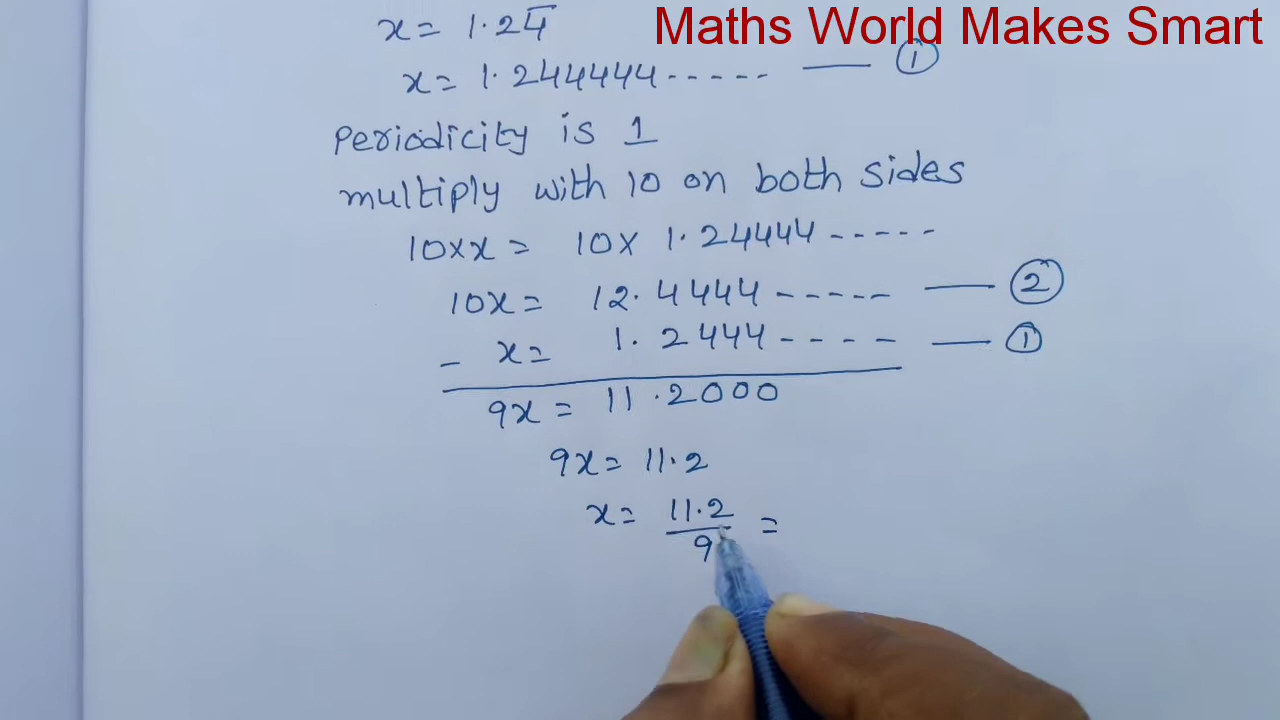 Maths World Makes Smart
x = 1.24̅
x = 1.244444----- —— ①
Periodicity is 1
multiply with 10 on both sides
10×x = 10× 1.24444-----
10x = 12.4444----- —— ②
- x = 1.2444---- —— ①
9x = 11.2000
9x = 11.2
x = 11.2/9 =